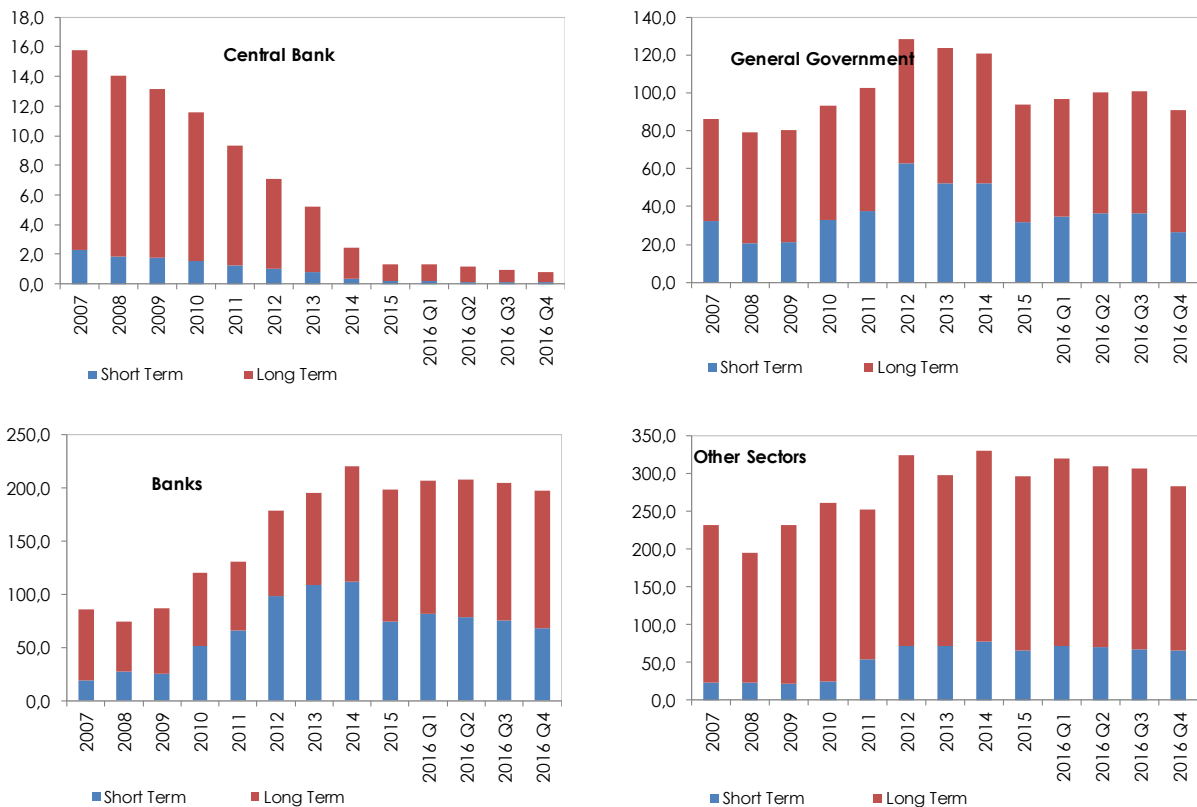 Central Bank
18,0
16,0
14,0
12,0
10,0
8,0
6,0
4,0
2,0
0,0
2007 2008 2009 2010 2011 2012 2013 2014 2015 2016 Q1 2016 Q2 2016 Q3 2016 Q4
Short Term Long Term
General Government
140,0
120,0
100,0
80,0
60,0
40,0
20,0
0,0
2007 2008 2009 2010 2011 2012 2013 2014 2015 2016 Q1 2016 Q2 2016 Q3 2016 Q4
Short Term Long Term
Banks
250,0
200,0
150,0
100,0
50,0
0,0
2007 2008 2009 2010 2011 2012 2013 2014 2015 2016 Q1 2016 Q2 2016 Q3 2016 Q4
Short Term Long Term
Other Sectors
350,0
300,0
250,0
200,0
150,0
100,0
50,0
0,0
2007 2008 2009 2010 2011 2012 2013 2014 2015 2016 Q1 2016 Q2 2016 Q3 2016 Q4
Short Term Long Term